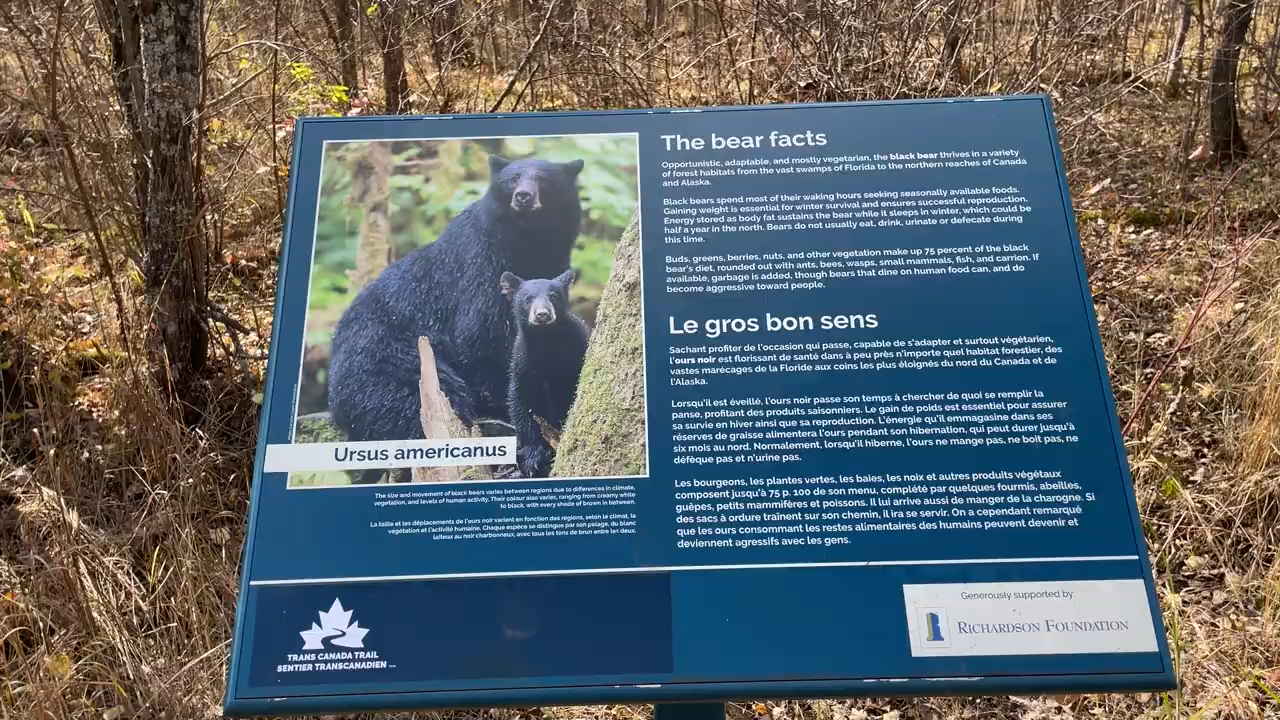 The bear facts
Opportunistic, adaptable, and mostly vegetarian, the black bear thrives in a variety
of forest habitats from the vast swamps of Florida to the northern reaches of Canada
and Alaska.
Black bears spend most of their waking hours seeking seasonally available foods.
Gaining weight is essential for winter survival and ensures successful reproduction.
Energy stored as body fat sustains the bear while it sleeps in winter, which could be
half a year in the north. Bears do not usually eat, drink, urinate or defecate during
this time.
Buds, greens, berries, nuts, and other vegetation make up 75 percent of the black
bear's diet, rounded out with ants, bees, wasps, small mammals, fish, and carrion. If
available, garbage is added, though bears that dine on human food can, and do
become aggressive toward people.
Le gros bon sens
Sachant profiter de l'occasion qui passe, capable de s'adapter et surtout végétarien,
l'ours noir est florissant de santé dans à peu près n'importe quel habitat forestier, des
vastes marécages de la Floride aux coins les plus éloignés du nord du Canada et de
l'Alaska.
Lorsqu'il est éveillé, l'ours noir passe son temps à chercher de quoi se remplir la
panse, profitant des produits saisonniers. Le gain de poids est essentiel pour assurer
sa survie en hiver ainsi que sa reproduction. L'énergie qu'il emmagasine dans ses
réserves de graisse alimentera l'ours pendant son hibernation, qui peut durer jusqu'à
six mois au nord. Normalement, lorsqu'il hiberne, l'ours ne mange pas, ne boit pas, ne
défèque pas et n'urine pas.
Les bourgeons, les plantes vertes, les baies, les noix et autres produits végétaux
composent jusqu'à 75 p. 100 de son menu, complété par quelques fourmis, abeilles,
guêpes, petits mammifères et poissons. Il lui arrive aussi de manger de la charogne. Si
des sacs à ordure traînent sur son chemin, il ira se servir. On a cependant remarqué
que les ours consommant les restes alimentaires des humains peuvent devenir et
deviennent agressifs avec les gens.
Ursus americanus
The size and movement of black bears varies between regions due to differences in climate,
vegetation, and levels of human activity. Their colour also varies, ranging from creamy white
to black, with every shade of brown in between.
La taille et les déplacements de l'ours noir varient en fonction des regions, selon le climat, la
végétation et l'activité humaine. Chaque espèce se distingue par son pelage, du blanc
laiteux au noir charbonneux, avec tous les tons de brun entre les deux.
TRANS CANADA TRAIL
SENTIER TRANSCANADIEN
Generously supported by:
RICHARDSON FOUNDATION